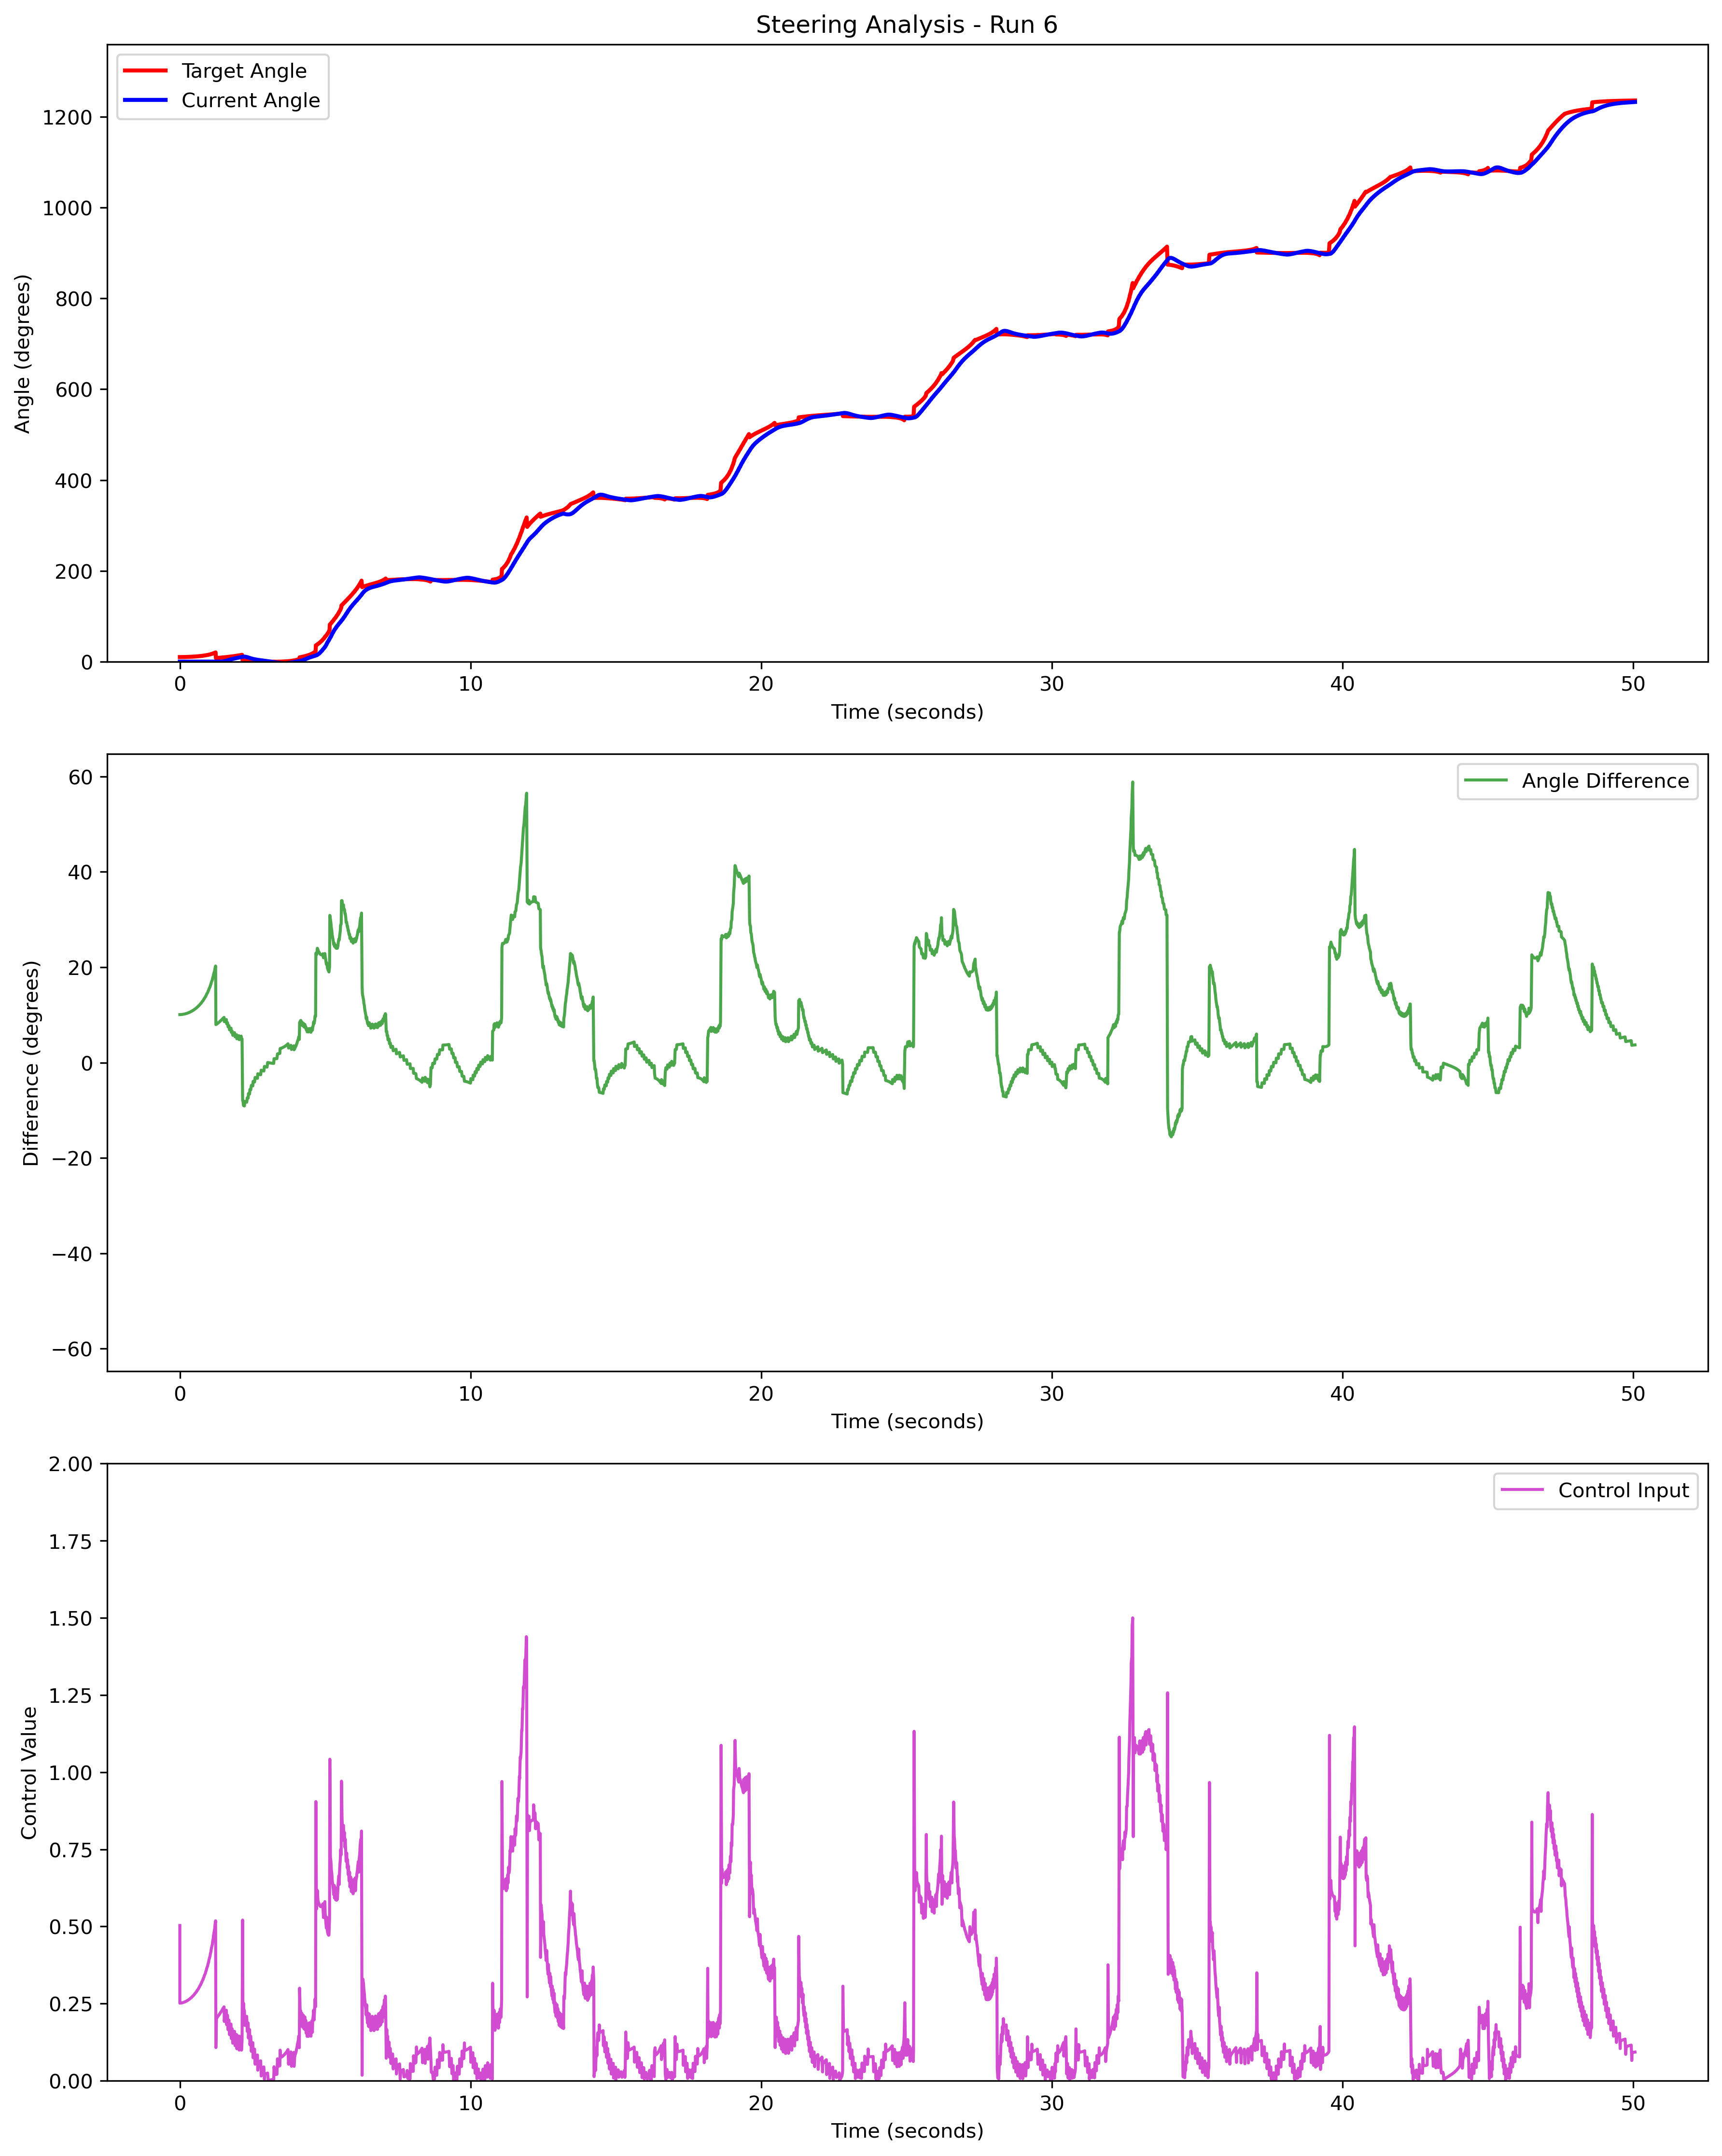 Steering Analysis - Run 6
Target Angle
Current Angle
Angle (degrees)
1200
1000
800
600
400
200
0
0 10 20 30 40 50
Time (seconds)
Angle Difference
Difference (degrees)
60
40
20
0
−20
−40
−60
0 10 20 30 40 50
Time (seconds)
Control Input
Control Value
2.00
1.75
1.50
1.25
1.00
0.75
0.50
0.25
0.00
0 10 20 30 40 50
Time (seconds)